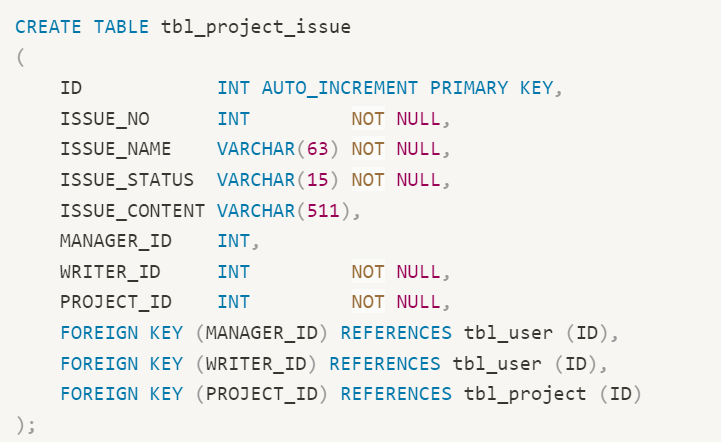 CREATE TABLE tbl_project_issue
(
    ID            INT AUTO_INCREMENT PRIMARY KEY,
    ISSUE_NO      INT         NOT NULL,
    ISSUE_NAME    VARCHAR(63) NOT NULL,
    ISSUE_STATUS  VARCHAR(15) NOT NULL,
    ISSUE_CONTENT VARCHAR(511),
    MANAGER_ID    INT,
    WRITER_ID     INT         NOT NULL,
    PROJECT_ID    INT         NOT NULL,
    FOREIGN KEY (MANAGER_ID) REFERENCES tbl_user (ID),
    FOREIGN KEY (WRITER_ID) REFERENCES tbl_user (ID),
    FOREIGN KEY (PROJECT_ID) REFERENCES tbl_project (ID)
);